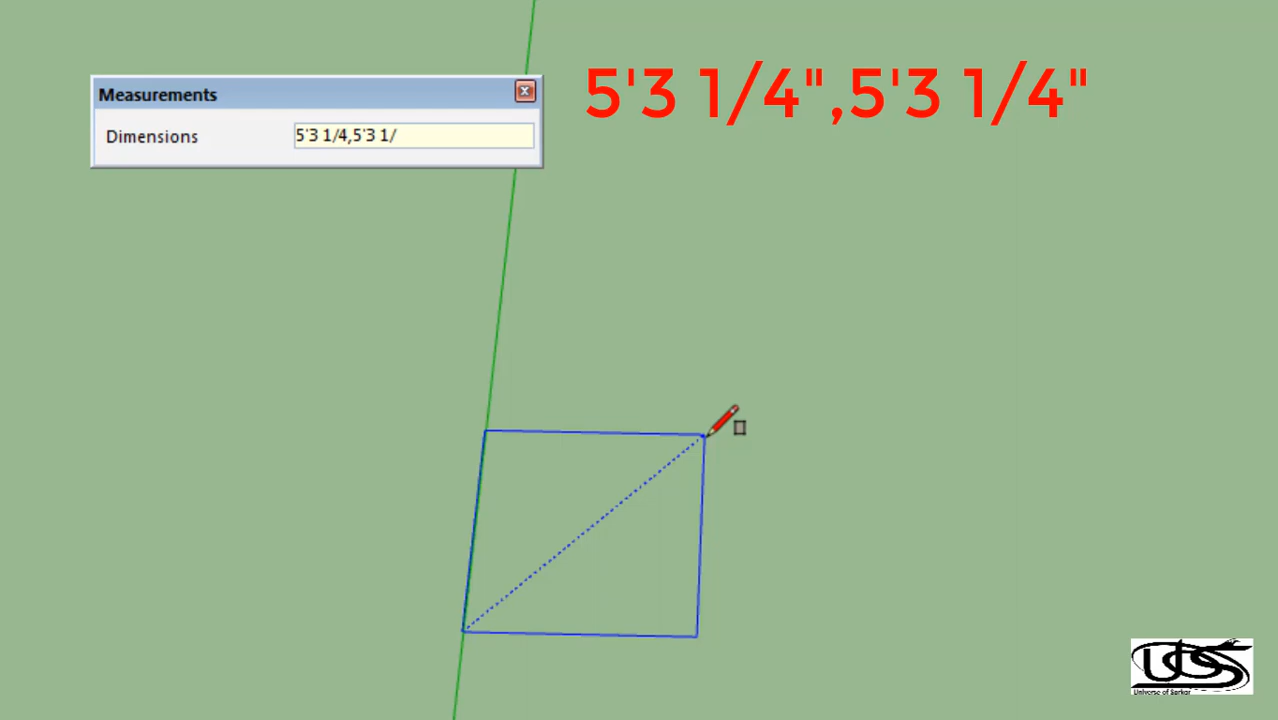 5'3 1/4",5'3 1/4"
Measurements
Dimensions 5'3 1/4,5'3 1/
UOS
Universe of Sarkar